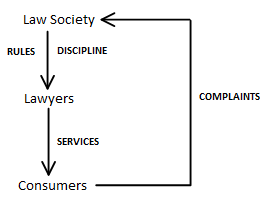 Law Society
RULES DISCIPLINE
Lawyers
COMPLAINTS
SERVICES
Consumers